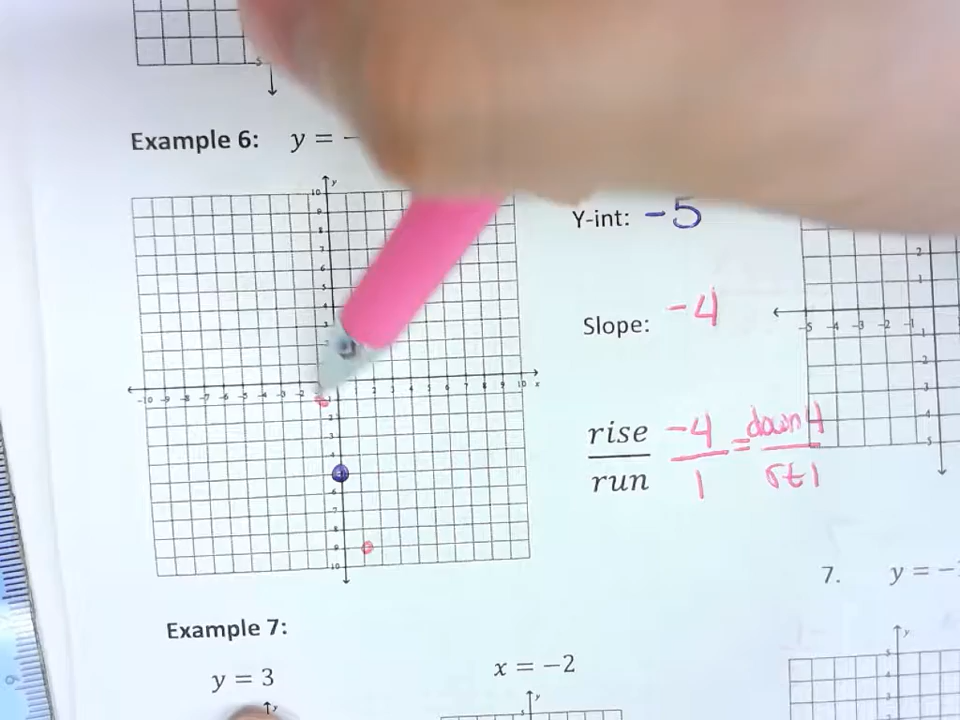 Example 6: y = −
Y-int: -5
Slope: -4
rise/run -4/1 = down 4/rt 1
7. y = −
Example 7:
y = 3
x = −2